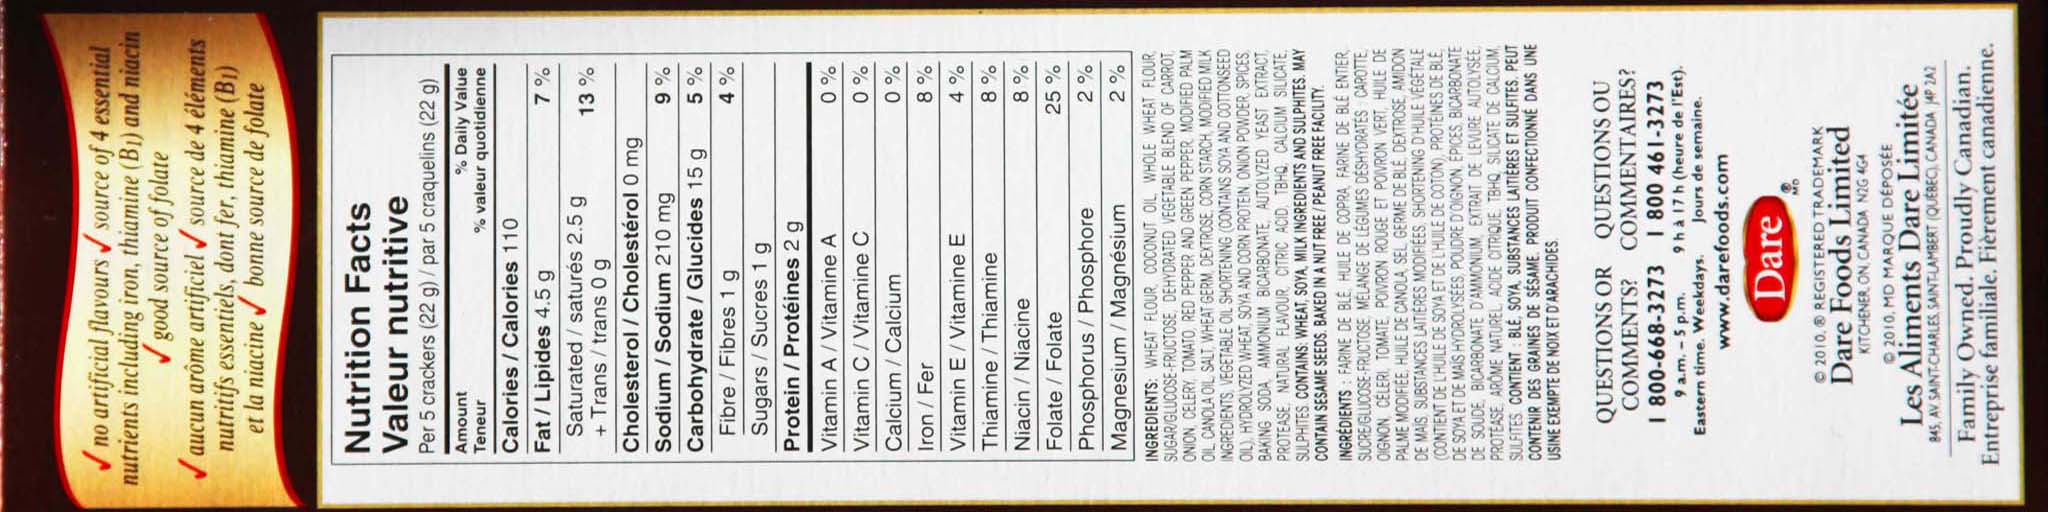 ✓ no artificial flavours ✓ source of 4 essential
nutrients including iron, thiamine (B1) and niacin
✓ good source of folate
✓ aucun arôme artificiel ✓ source de 4 éléments
nutritifs essentiels, dont fer, thiamine (B1)
et la niacine ✓ bonne source de folate
Nutrition Facts
Valeur nutritive
Per 5 crackers (22 g) / par 5 craquelins (22 g)
Amount % Daily Value
Teneur % valeur quotidienne
Calories / Calories 110
Fat / Lipides 4.5 g 7 %
Saturated / saturés 2.5 g
+ Trans / trans 0 g 13 %
Cholesterol / Cholestérol 0 mg
Sodium / Sodium 210 mg 9 %
Carbohydrate / Glucides 15 g 5 %
Fibre / Fibres 1 g 4 %
Sugars / Sucres 1 g
Protein / Protéines 2 g
Vitamin A / Vitamine A 0 %
Vitamin C / Vitamine C 0 %
Calcium / Calcium 0 %
Iron / Fer 8 %
Vitamin E / Vitamine E 4 %
Thiamine / Thiamine 8 %
Niacin / Niacine 8 %
Folate / Folate 25 %
Phosphorus / Phosphore 2 %
Magnesium / Magnésium 2 %
INGREDIENTS: WHEAT FLOUR, COCONUT OIL, WHOLE WHEAT FLOUR,
SUGAR/GLUCOSE-FRUCTOSE, DEHYDRATED VEGETABLE BLEND OF CARROT,
ONION, CELERY, TOMATO, RED PEPPER AND GREEN PEPPER, MODIFIED PALM
OIL, CANOLA OIL, SALT, WHEAT GERM, DEXTROSE, CORN STARCH, MODIFIED MILK
INGREDIENTS, VEGETABLE OIL SHORTENING (CONTAINS SOYA AND COTTONSEED
OIL), HYDROLYZED WHEAT, SOYA AND CORN PROTEIN, ONION POWDER, SPICES,
BAKING SODA, AMMONIUM BICARBONATE, AUTOLYZED YEAST EXTRACT,
PROTEASE, NATURAL FLAVOUR, CITRIC ACID, TBHQ, CALCIUM SILICATE,
SULPHITES. CONTAINS: WHEAT, SOYA, MILK INGREDIENTS AND SULPHITES. MAY
CONTAIN SESAME SEEDS. BAKED IN A NUT FREE / PEANUT FREE FACILITY.
INGRÉDIENTS : FARINE DE BLÉ, HUILE DE COPRA, FARINE DE BLÉ ENTIER,
SUCRE/GLUCOSE-FRUCTOSE, MÉLANGE DE LÉGUMES DÉSHYDRATÉS : CAROTTE,
OIGNON, CÉLERI, TOMATE, POIVRON ROUGE ET POIVRON VERT, HUILE DE
PALME MODIFIÉE, HUILE DE CANOLA, SEL, GERME DE BLÉ, DEXTROSE, AMIDON
DE MAIS, SUBSTANCES LAITIÈRES MODIFIÉES, SHORTENING D'HUILE VÉGÉTALE
(CONTIENT DE L'HUILE DE SOYA ET DE L'HUILE DE COTON), PROTÉINES DE BLÉ,
DE SOYA ET DE MAIS HYDROLYSÉES, POUDRE D'OIGNON, ÉPICES, BICARBONATE
DE SOUDE, BICARBONATE D'AMMONIUM, EXTRAIT DE LEVURE AUTOLYSÉE,
PROTÉASE, ARÔME NATUREL, ACIDE CITRIQUE, TBHQ, SILICATE DE CALCIUM,
SULFITES. CONTIENT : BLÉ, SOYA, SUBSTANCES LAITIÈRES ET SULFITES. PEUT
CONTENIR DES GRAINES DE SÉSAME. PRODUIT CONFECTIONNÉ DANS UNE
USINE EXEMPTE DE NOIX ET D'ARACHIDES.
QUESTIONS OR QUESTIONS OU
COMMENTS? COMMENTAIRES?
1 800-668-3273 1 800 461-3273
9 a.m. – 5 p.m. 9 h à 17 h (heure de l'Est).
Eastern time. Weekdays. Jours de semaine.
www.darefoods.com
Dare ®
MD
© 2010, ® REGISTERED TRADEMARK
Dare Foods Limited
KITCHENER, ON, CANADA N2G 4G4
© 2010, MD MARQUE DÉPOSÉE
Les Aliments Dare Limitée
845, AV. SAINT-CHARLES, SAINT-LAMBERT (QUÉBEC), CANADA J4P 2A2
Family Owned. Proudly Canadian.
Entreprise familiale. Fièrement canadienne.